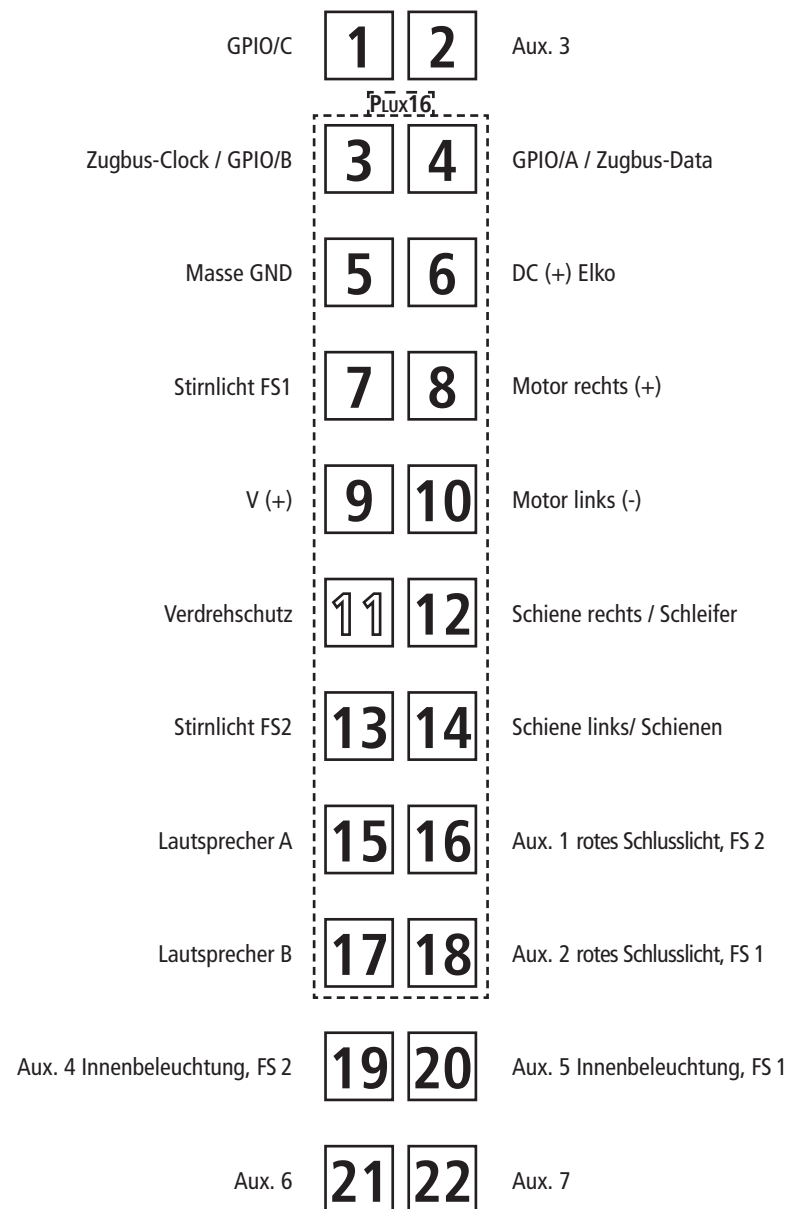 GPIO/C 1 2 Aux. 3
PLUX16
Zugbus-Clock / GPIO/B 3 4 GPIO/A / Zugbus-Data
Masse GND 5 6 DC (+) Elko
Stirnlicht FS1 7 8 Motor rechts (+)
V (+) 9 10 Motor links (-)
Verdrehschutz 11 12 Schiene rechts / Schleifer
Stirnlicht FS2 13 14 Schiene links/ Schienen
Lautsprecher A 15 16 Aux. 1 rotes Schlusslicht, FS 2
Lautsprecher B 17 18 Aux. 2 rotes Schlusslicht, FS 1
Aux. 4 Innenbeleuchtung, FS 2 19 20 Aux. 5 Innenbeleuchtung, FS 1
Aux. 6 21 22 Aux. 7